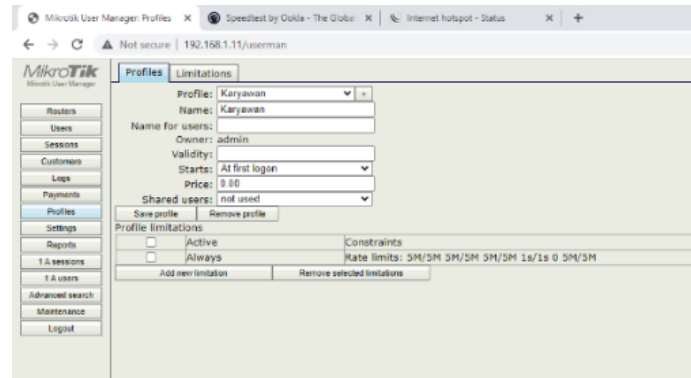 Mikrotik User Manager: Profiles
Speedtest by Ookla - The Global
Internet hotspot - Status
Not secure | 192.168.1.11/userman
MikroTik
Mikrotik User Manager
Routers
Users
Sessions
Customers
Logs
Payments
Profiles
Settings
Reports
1 A sessions
1 A users
Advanced search
Maintenance
Logout
Profiles Limitations
Profile: Karyawan +
Name: Karyawan
Name for users:
Owner: admin
Validity:
Starts: At first logon
Price: 0.00
Shared users: not used
Save profile Remove profile
Profile limitations
Active Constraints
Always Rate limits: 5M/5M 5M/5M 5M/5M 1s/1s 0 5M/5M
Add new limitation Remove selected limitations